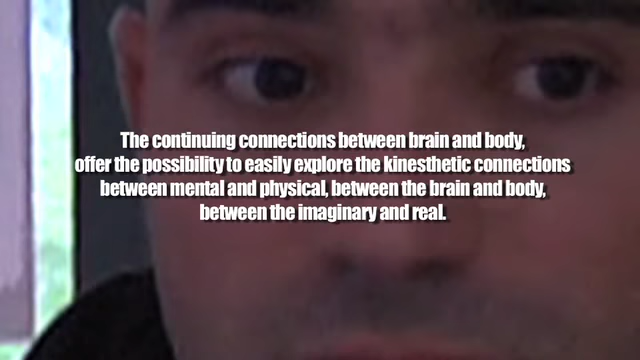 The continuing connections between brain and body,
offer the possibility to easily explore the kinesthetic connections
between mental and physical, between the brain and body,
between the imaginary and real.